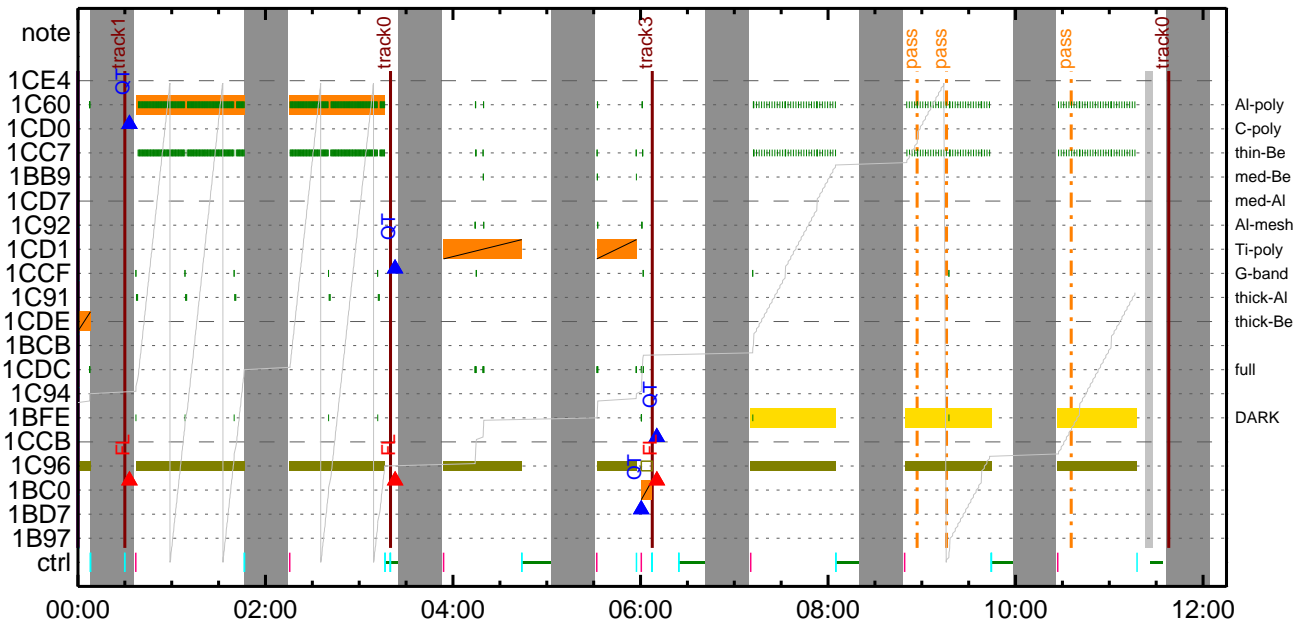 note track1 track0 track3 pass pass pass track0
1CE4 QT
1C60 Al-poly
1CD0 C-poly
1CC7 thin-Be
1BB9 med-Be
1CD7 med-Al
1C92 QT Al-mesh
1CD1 Ti-poly
1CCF G-band
1C91 thick-Al
1CDE thick-Be
1BCB
1CDC full
1C94 QT
1BFE DARK
1CCB FL FL FL
1C96 QT
1BC0
1BD7
1B97
ctrl
00:00 02:00 04:00 06:00 08:00 10:00 12:00